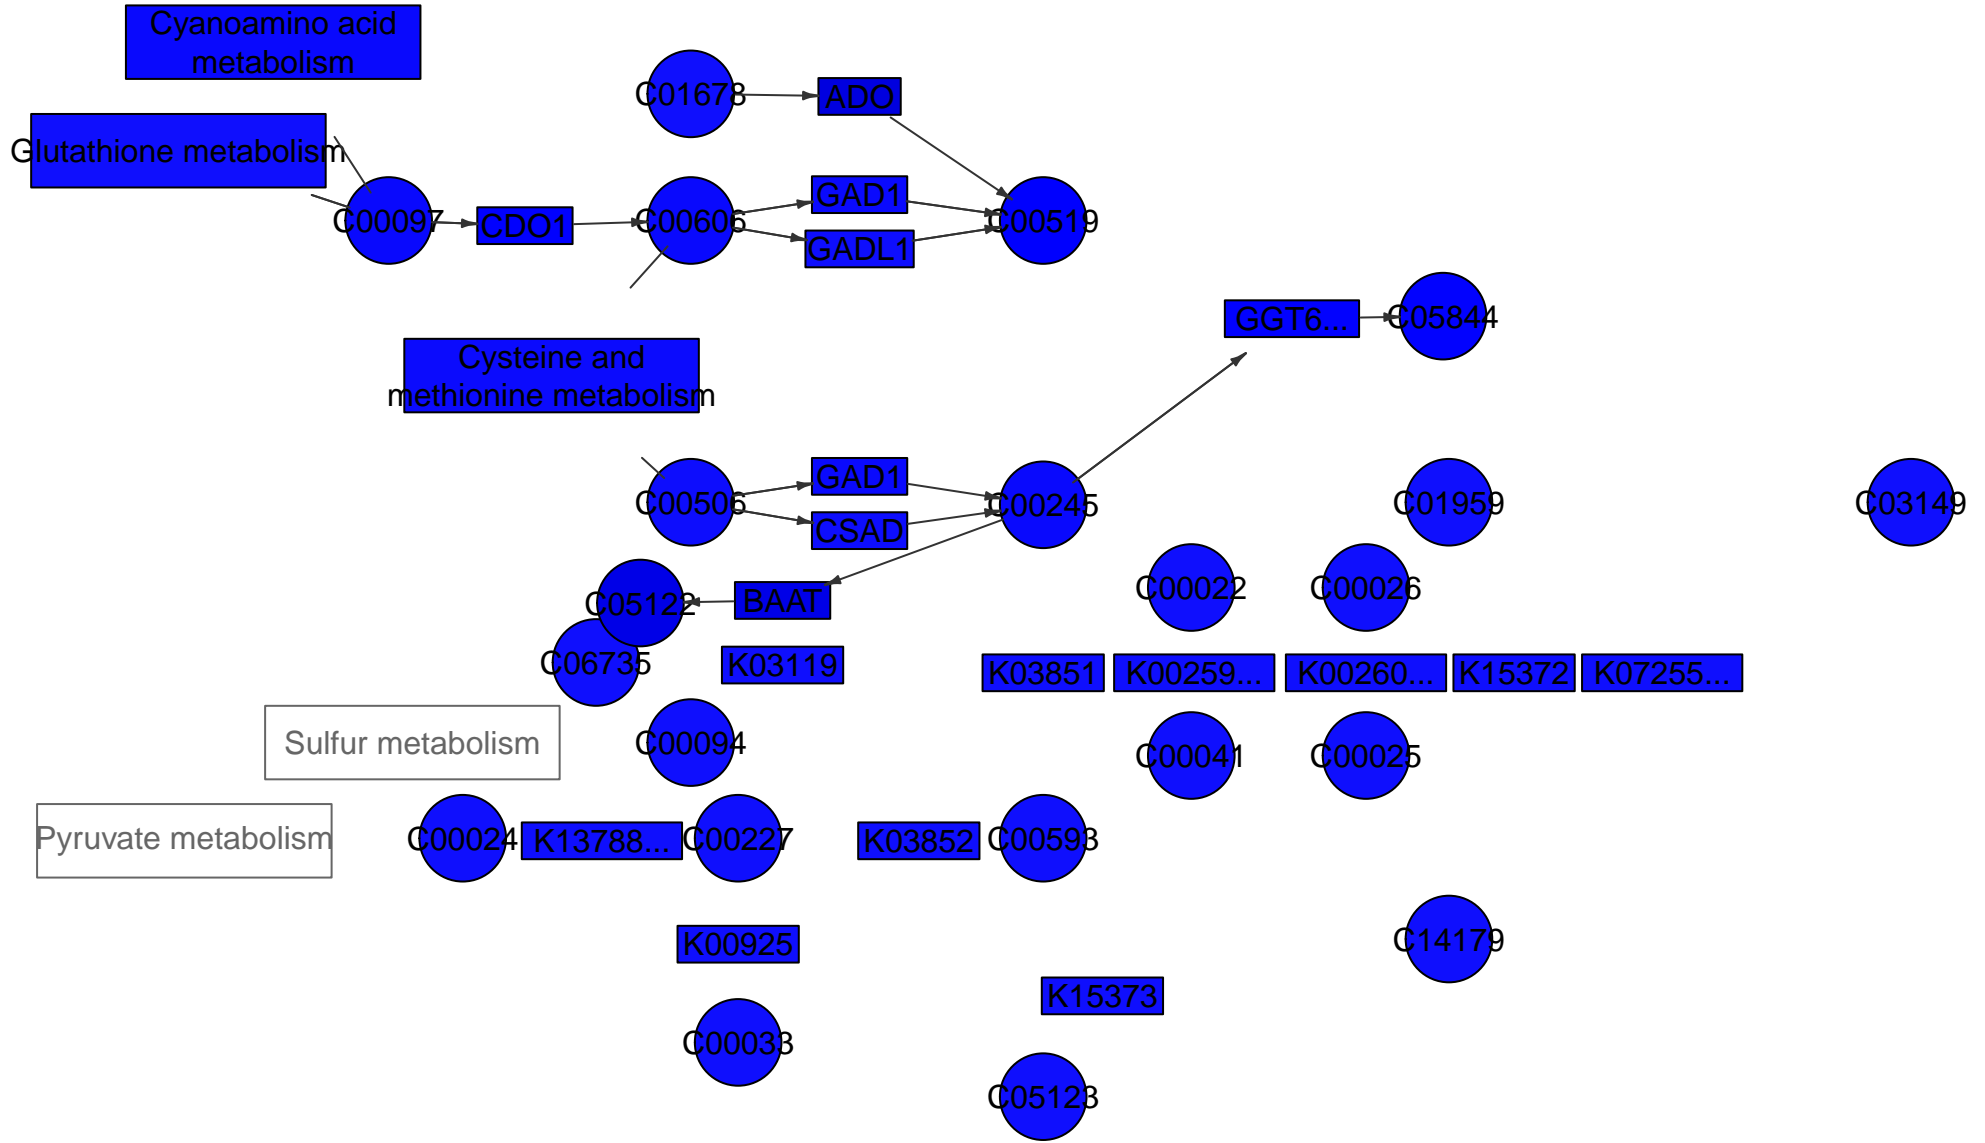 Cyanoamino acid
metabolism
C01678
ADO
Glutathione metabolism
C00097
CDO1
C00606
GAD1
GADL1
C00519
GGT6...
C05844
Cysteine and
methionine metabolism
C00506
GAD1
CSAD
C00245
C01959
C03149
C05122
BAAT
C00022
C00026
C06735
K03119
K03851
K00259...
K00260...
K15372
K07255...
Sulfur metabolism
C00094
C00041
C00025
Pyruvate metabolism
C00024
K13788...
C00227
K03852
C00593
K00925
C14179
K15373
C00033
C05123